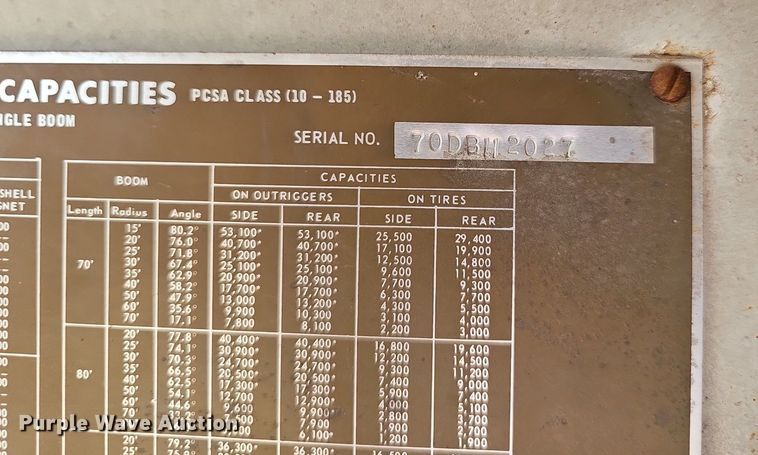 CAPACITIES PCSA CLASS (10 – 185)
NGLE BOOM
SERIAL NO. 70DBM2027
SHELL
GNET
BOOM CAPACITIES
ON OUTRIGGERS ON TIRES
Length Radius Angle SIDE REAR SIDE REAR
15' 80.2° 53,100* 53,100* 25,500 29,400
20' 76.0° 40,700* 40,700* 17,100 19,900
25' 71.8° 31,200* 31,200* 12,500 14,800
70' 30' 67.4° 25,100* 25,100* 9,600 11,500
35' 62.9° 20,900* 20,900* 7,700 9,300
40' 58.2° 17,700* 17,700* 6,300 7,700
50' 47.9° 13,000 13,200* 4,300 5,500
60' 35.6° 9,900 10,300 3,100 4,000
70' 17.1° 7,800 8,100 2,200 3,000
20' 77.8° 40,400* 40,400* 16,800 19,600
25' 74.1° 30,900* 30,900* 12,200 14,500
30' 70.3° 24,700* 24,700* 9,300 11,200
80' 35' 66.5° 20,500* 20,500* 7,400 9,000
40' 62.5° 17,300* 17,300* 5,900 7,400
50' 54.1° 12,700 12,900* 4,000 5,100
60' 44.6° 9,600 2,800 3,700
7,900 1,900 2,700
6,100* 1,200 1,900
20' 79.2° 36,300* 36,300* 16,500
Purple Wave Auction